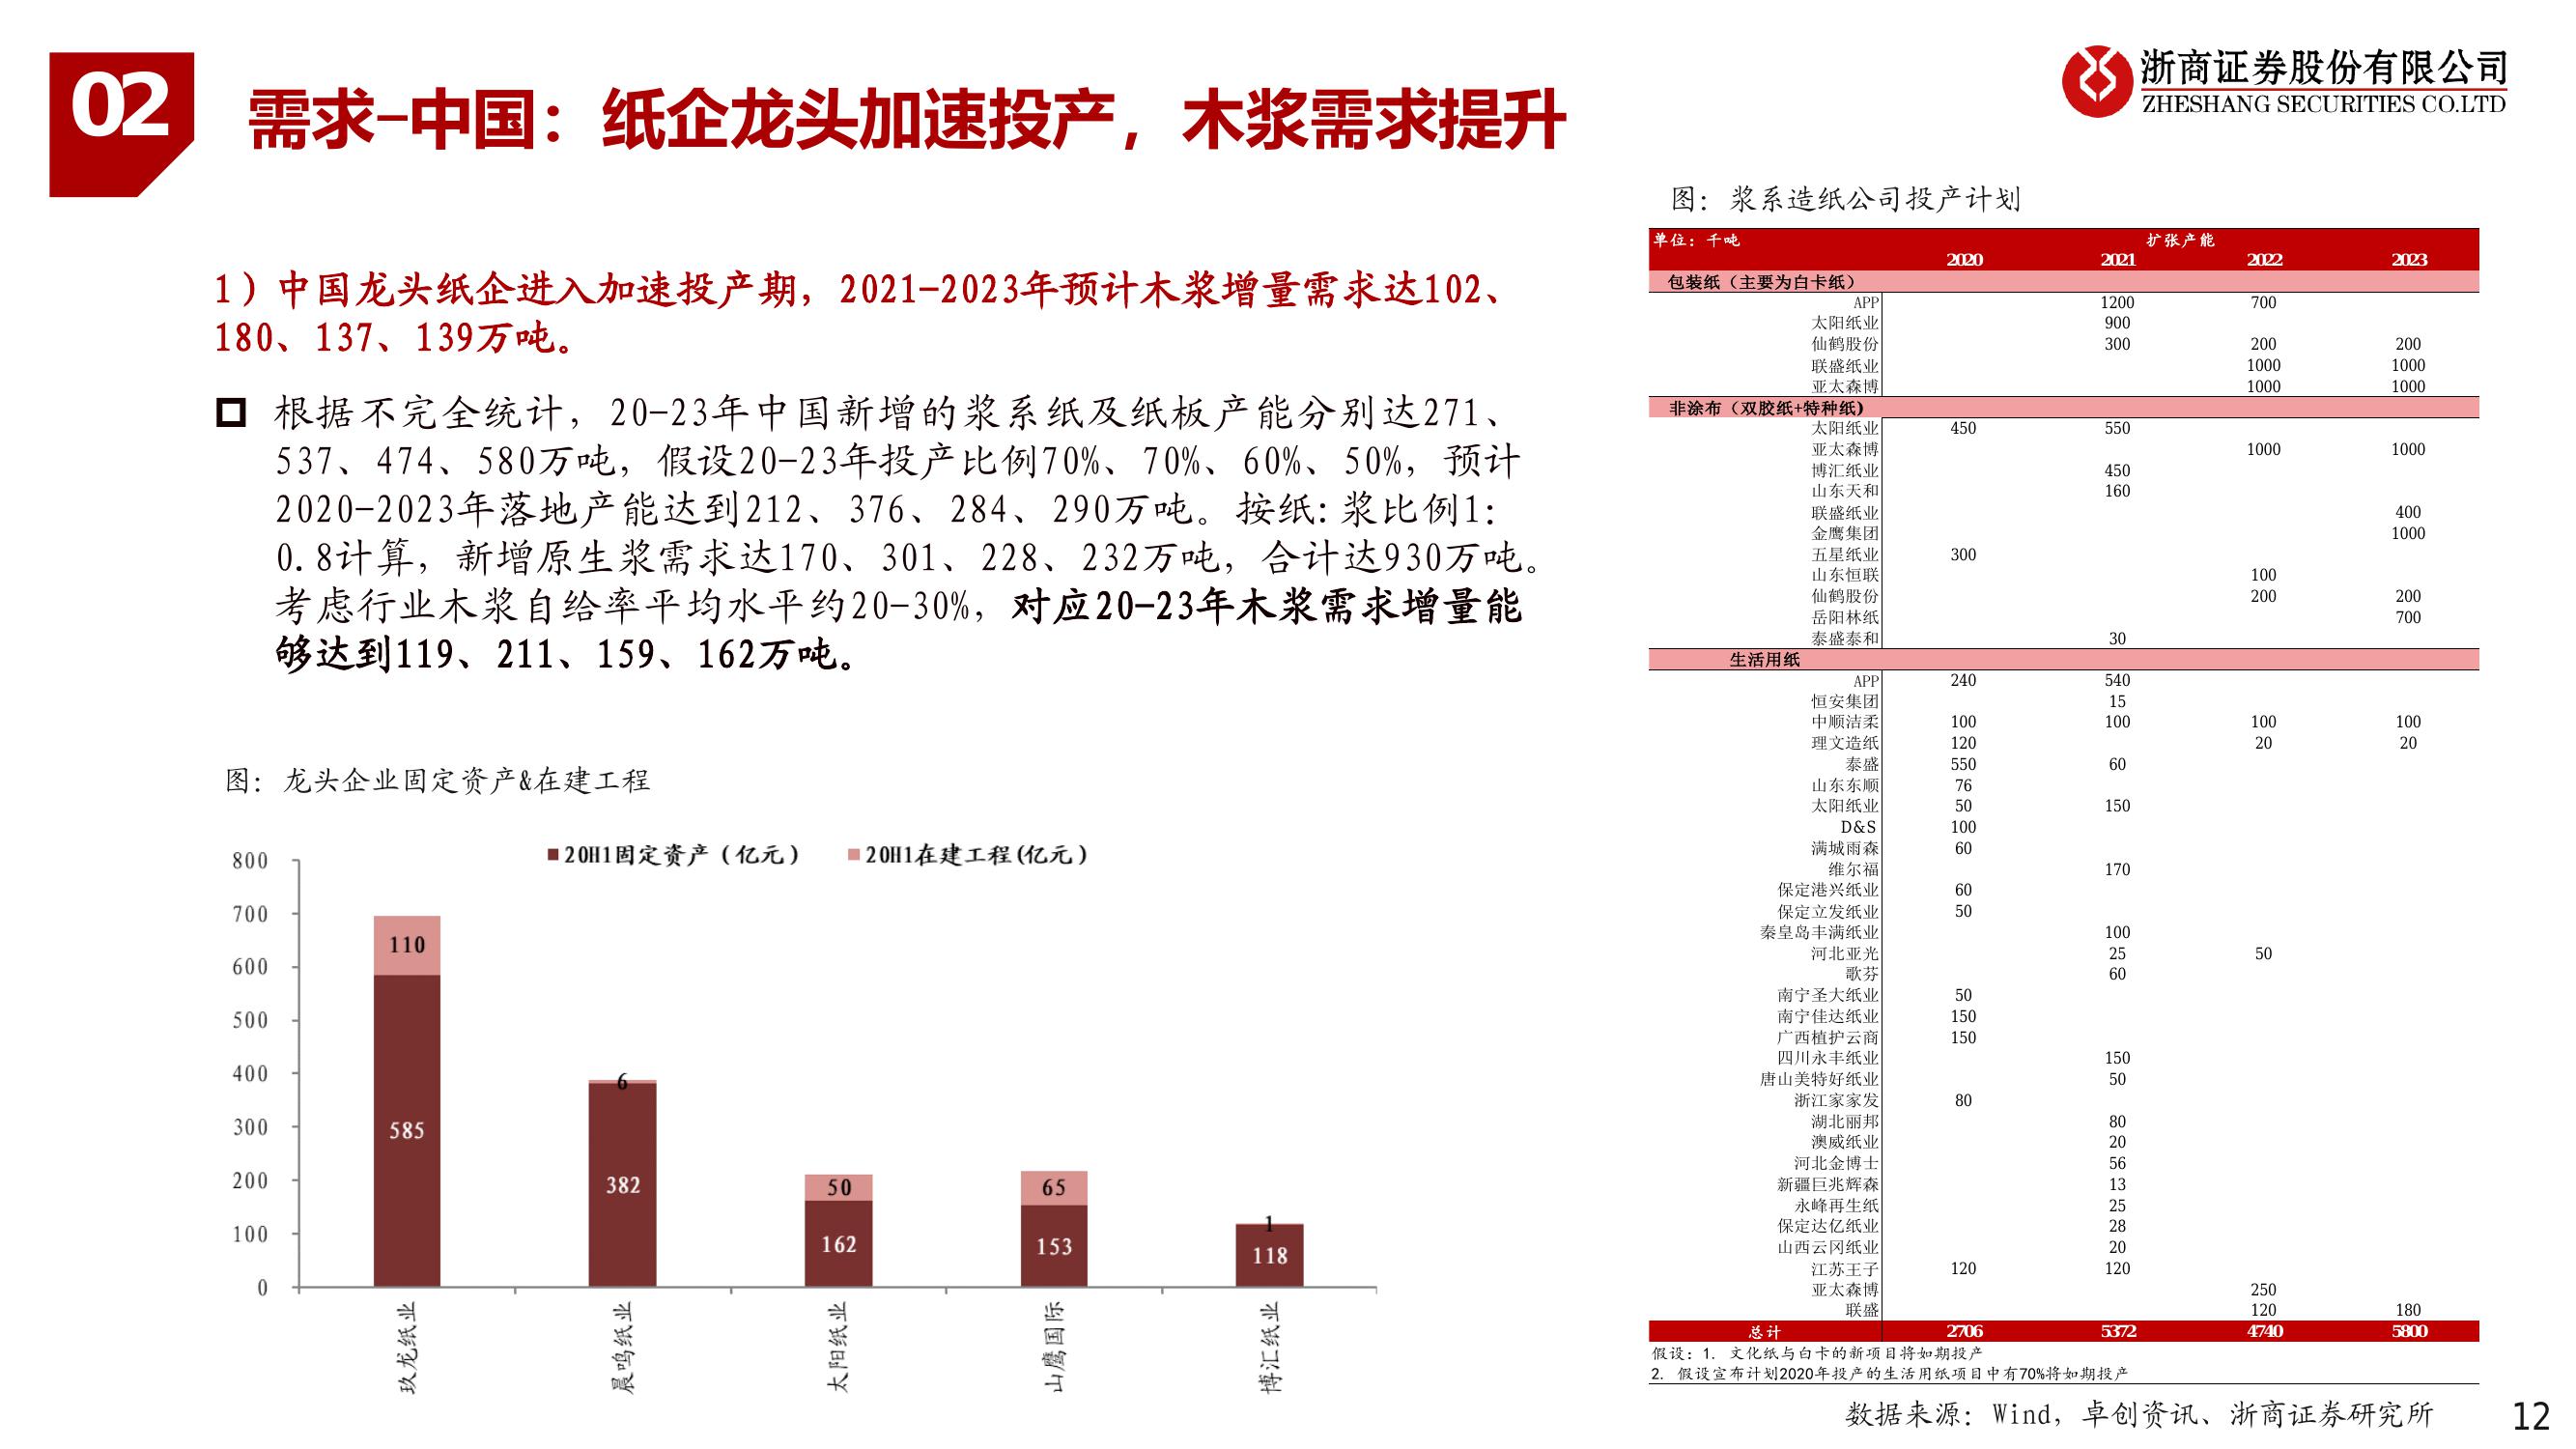 02
需求-中国：纸企龙头加速投产，木浆需求提升
浙商证券股份有限公司
ZHESHANG SECURITIES CO.LTD
1）中国龙头纸企进入加速投产期，2021-2023年预计木浆增量需求达102、
180、137、139万吨。
根据不完全统计，20-23年中国新增的浆系纸及纸板产能分别达271、
537、474、580万吨，假设20-23年投产比例70%、70%、60%、50%，预计
2020-2023年落地产能达到212、376、284、290万吨。按纸:浆比例1:
0.8计算，新增原生浆需求达170、301、228、232万吨，合计达930万吨。
考虑行业木浆自给率平均水平约20-30%，对应20-23年木浆需求增量能
够达到119、211、159、162万吨。
图：龙头企业固定资产&在建工程
20H1固定资产（亿元） 20H1在建工程(亿元)
800
700
600
500
400
300
200
100
0
110
585
6
382
50
162
65
153
1
118
玖龙纸业
晨鸣纸业
太阳纸业
山鹰国际
博汇纸业
图：浆系造纸公司投产计划
单位：千吨 扩张产能
2020 2021 2022 2023
包装纸（主要为白卡纸）
APP 1200 700
太阳纸业 900
仙鹤股份 300 200 200
联盛纸业 1000 1000
亚太森博 1000 1000
非涂布（双胶纸+特种纸）
太阳纸业 450 550
亚太森博 1000 1000
博汇纸业 450
山东天和 160
联盛纸业 400
金鹰集团 1000
五星纸业 300
山东恒联 100
仙鹤股份 200 200
岳阳林纸 700
泰盛泰和 30
生活用纸
APP 240 540
恒安集团 15
中顺洁柔 100 100 100 100
理文造纸 120 20 20
泰盛 550 60
山东东顺 76
太阳纸业 50 150
D&S 100
满城雨森 60
维尔福 170
保定港兴纸业 60
保定立发纸业 50
秦皇岛丰满纸业 100
河北亚光 25 50
歌芬 60
南宁圣大纸业 50
南宁佳达纸业 150
广西植护云商 150
四川永丰纸业 150
唐山美特好纸业 50
浙江家家发 80
湖北丽邦 80
澳威纸业 20
河北金博士 56
新疆巨兆辉森 13
永峰再生纸 25
保定达亿纸业 28
山西云冈纸业 20
江苏王子 120 120
亚太森博 250
联盛 120 180
总计 2706 5372 4740 5800
假设：1. 文化纸与白卡的新项目将如期投产
2. 假设宣布计划2020年投产的生活用纸项目中有70%将如期投产
数据来源：Wind，卓创资讯、浙商证券研究所
12